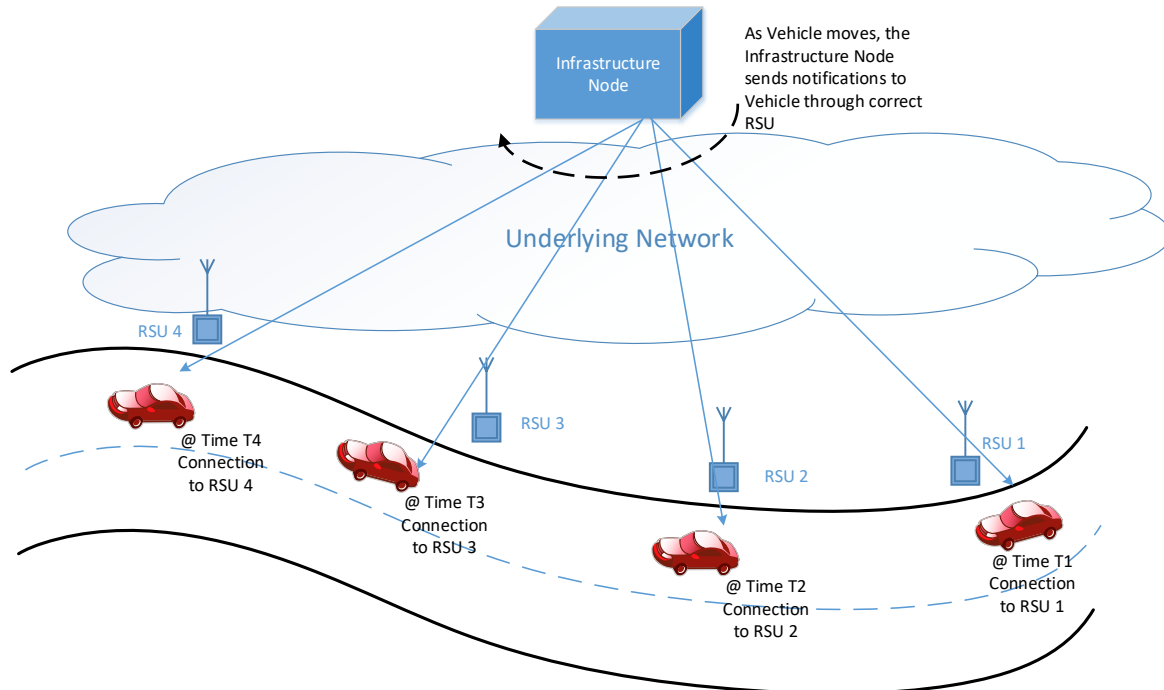 As Vehicle moves, the
Infrastructure Node
sends notifications to
Vehicle through correct
RSU
Infrastructure
Node
Underlying Network
RSU 4
RSU 3
RSU 2
RSU 1
@ Time T4
Connection
to RSU 4
@ Time T3
Connection
to RSU 3
@ Time T2
Connection
to RSU 2
@ Time T1
Connection
to RSU 1